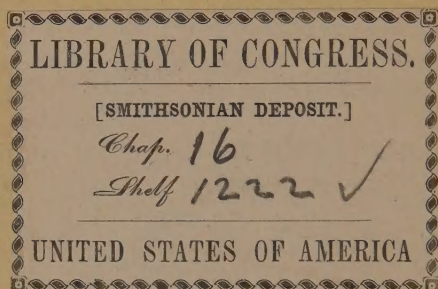 LIBRARY OF CONGRESS.
[SMITHSONIAN DEPOSIT.]
Chap. 16
Shelf 1222 ✓
UNITED STATES OF AMERICA